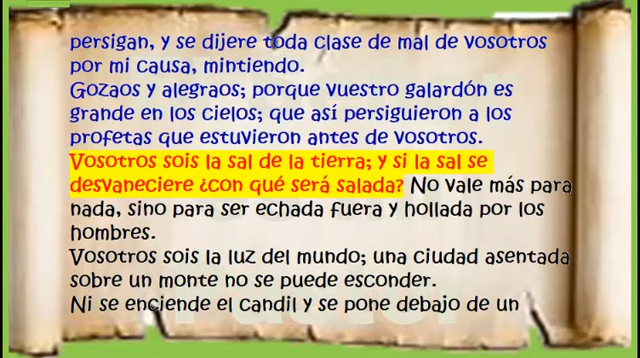 persigan, y se dijere toda clase de mal de vosotros
por mi causa, mintiendo.
Gozaos y alegraos; porque vuestro galardón es
grande en los cielos; que así persiguieron a los
profetas que estuvieron antes de vosotros.
Vosotros sois la sal de la tierra; y si la sal se
desvaneciere ¿con qué será salada? No vale más para
nada, sino para ser echada fuera y hollada por los
hombres.
Vosotros sois la luz del mundo; una ciudad asentada
sobre un monte no se puede esconder.
Ni se enciende el candil y se pone debajo de un